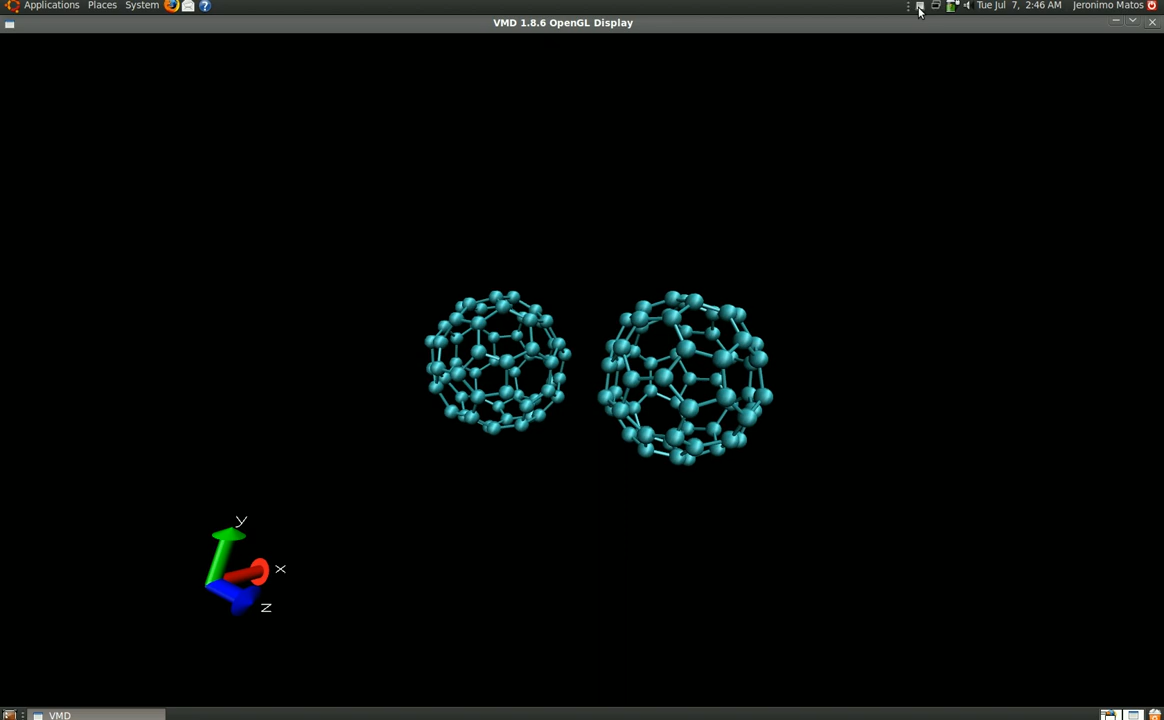 Applications Places System Tue Jul 7, 2:46 AM Jeronimo Matos
VMD 1.8.6 OpenGL Display
y
x
z
VMD